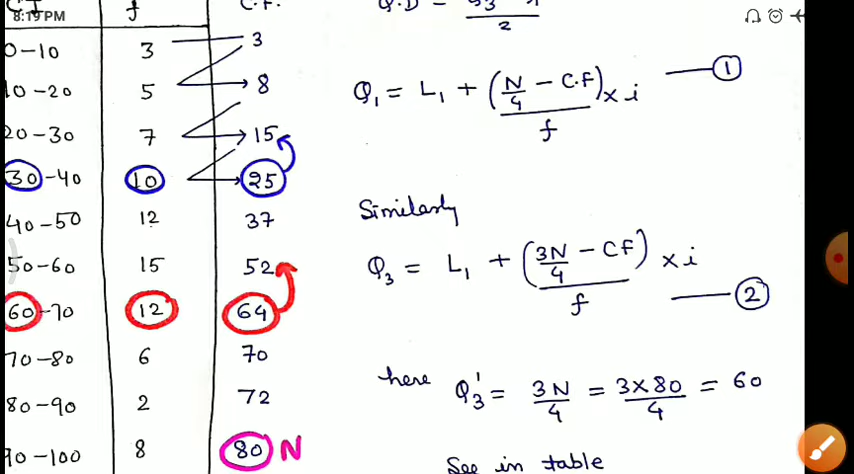 C.I f C.F.
8:19 PM
0-10 3 3
10-20 5 8
20-30 7 15
30-40 10 25
40-50 12 37
50-60 15 52
60-70 12 64
70-80 6 70
80-90 2 72
90-100 8 80 N
Q.D =
2
Q₁ = L₁ + (N/4 - C.F)/f × i ——①
Similarly
Q₃ = L₁ + (3N/4 - CF)/f × i ——②
here Q₃' = 3N/4 = 3×80/4 = 60
See in table